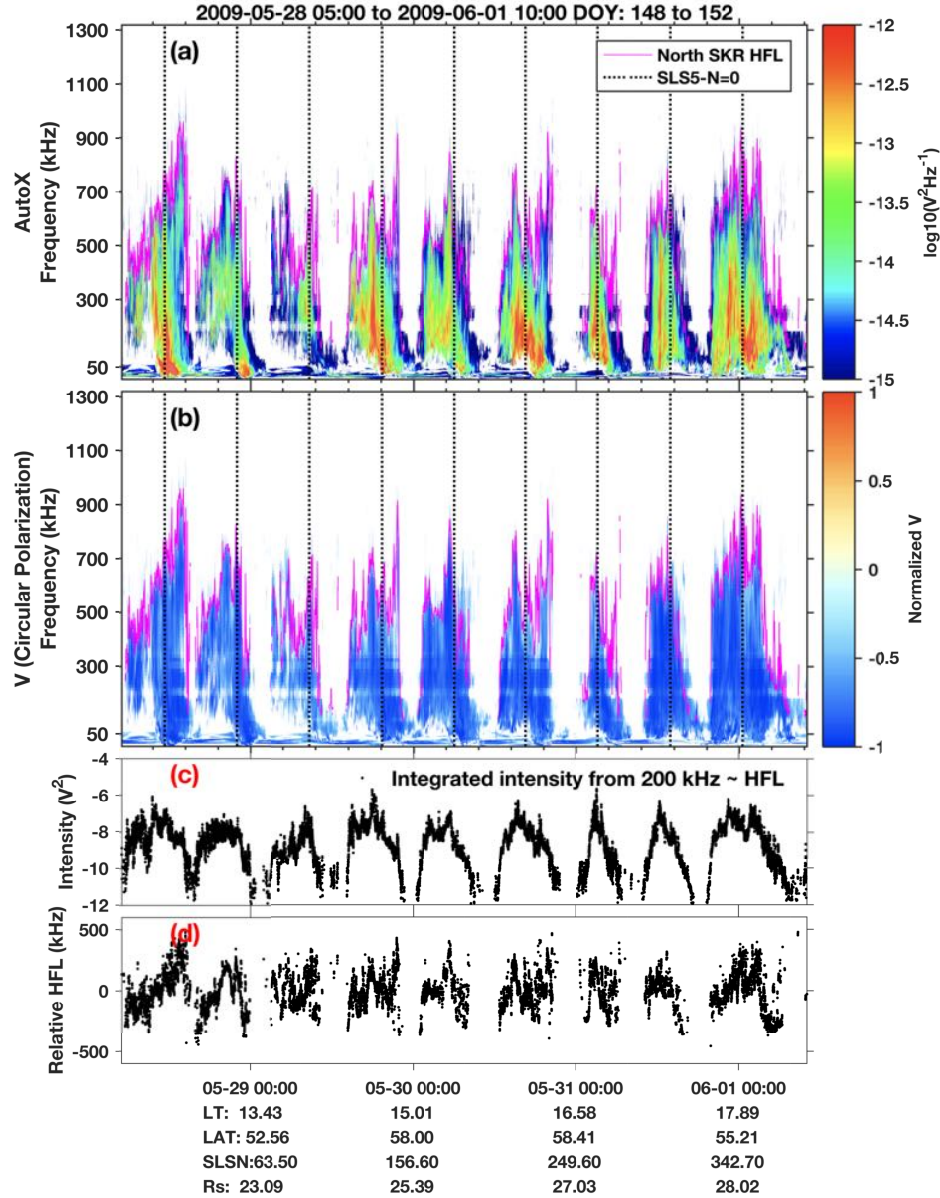 2009-05-28 05:00 to 2009-06-01 10:00 DOY: 148 to 152
(a)
North SKR HFL
SLS5-N=0
AutoX
Frequency (kHz)
1300
1100
900
700
500
300
50
-12
-12.5
-13
-13.5
-14
-14.5
-15
log10(V²Hz⁻¹)
(b)
V (Circular Polarization)
Frequency (kHz)
1300
1100
900
700
500
300
50
1
0.5
0
-0.5
-1
Normalized V
(c)
Integrated intensity from 200 kHz ~ HFL
Intensity (V²)
-4
-6
-8
-10
-12
(d)
Relative HFL (kHz)
500
0
-500
05-29 00:00 05-30 00:00 05-31 00:00 06-01 00:00
LT: 13.43 15.01 16.58 17.89
LAT: 52.56 58.00 58.41 55.21
SLSN:63.50 156.60 249.60 342.70
Rs: 23.09 25.39 27.03 28.02